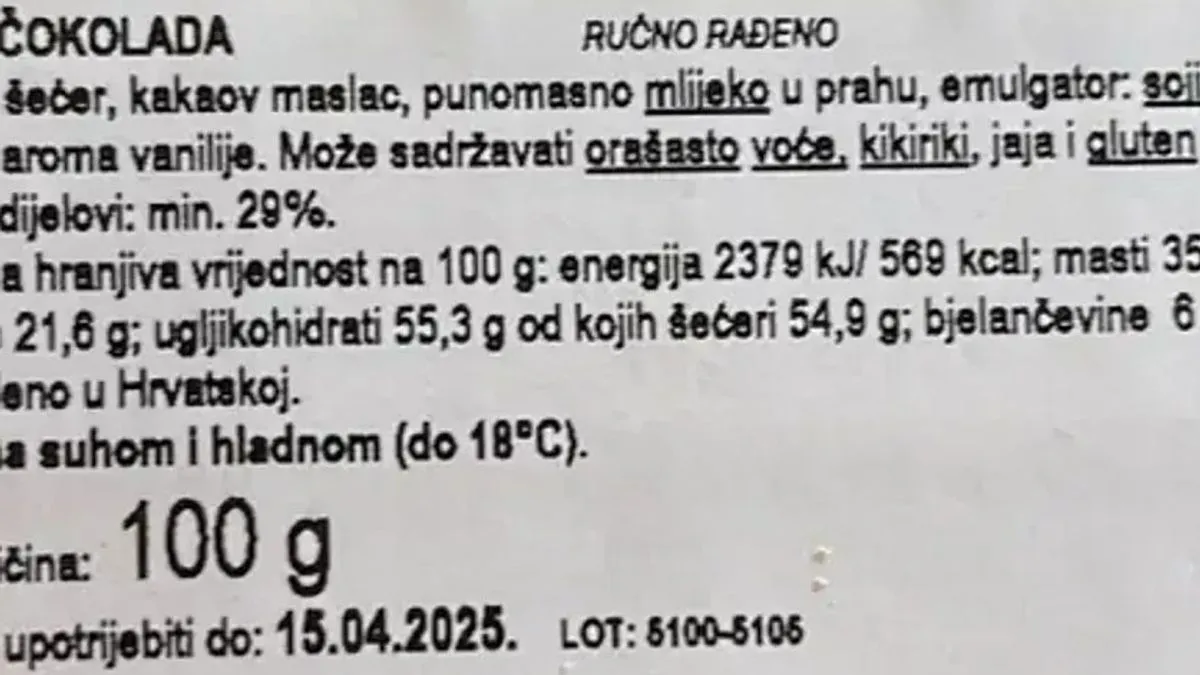 ČOKOLADA RUČNO RAĐENO
šećer, kakaov maslac, punomasno mlijeko u prahu, emulgator: soji
aroma vanilije. Može sadržavati orašasto voće, kikiriki, jaja i gluten
dijelovi: min. 29%.
a hranjiva vrijednost na 100 g: energija 2379 kJ/ 569 kcal; masti 35
21,6 g; ugljikohidrati 55,3 g od kojih šećeri 54,9 g; bjelančevine 6
eno u Hrvatskoj.
a suhom i hladnom (do 18°C).
čina: 100 g
upotrijebiti do: 15.04.2025. LOT: 5100-5105